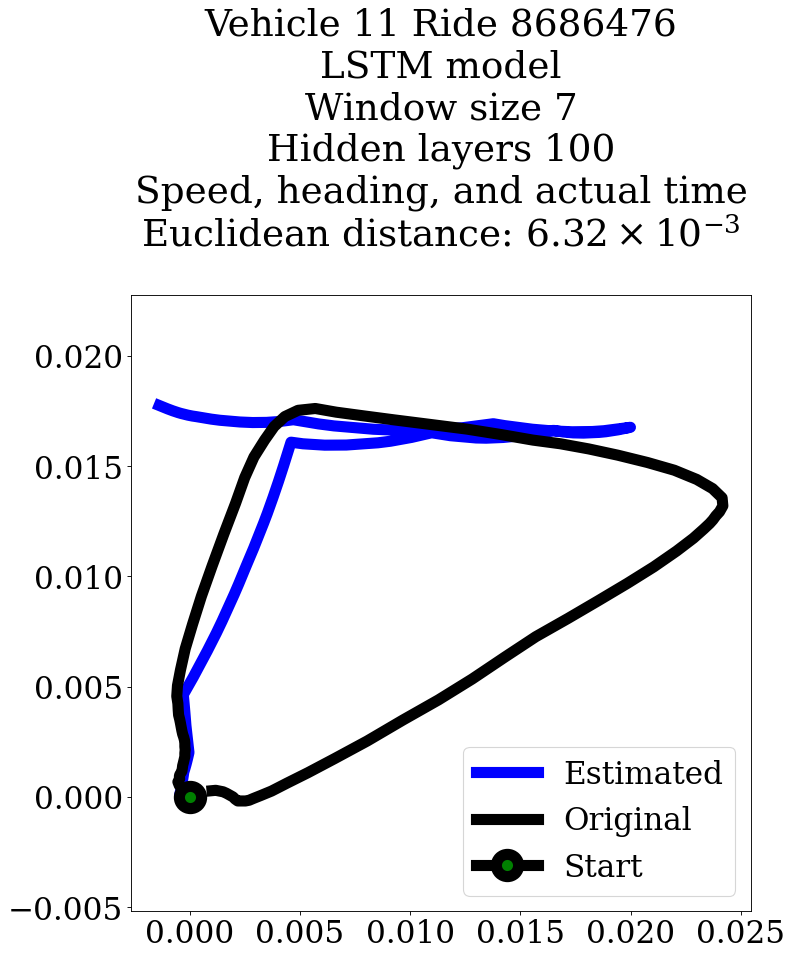 Vehicle 11 Ride 8686476
LSTM model
Window size 7
Hidden layers 100
Speed, heading, and actual time
Euclidean distance: 6.32 × 10⁻³
0.020
0.015
0.010
0.005
0.000
−0.005
Estimated
Original
Start
0.000 0.005 0.010 0.015 0.020 0.025